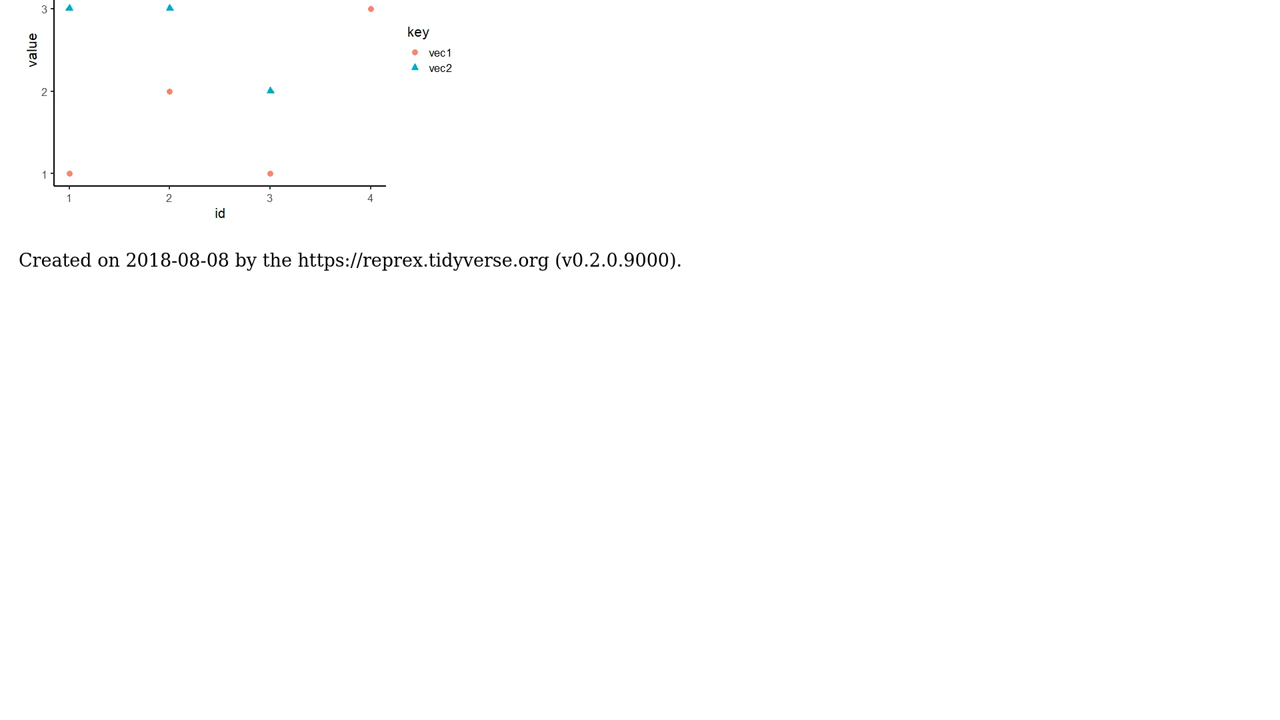 3
value
2
1
1 2 3 4
id
key
vec1
vec2
Created on 2018-08-08 by the https://reprex.tidyverse.org (v0.2.0.9000).